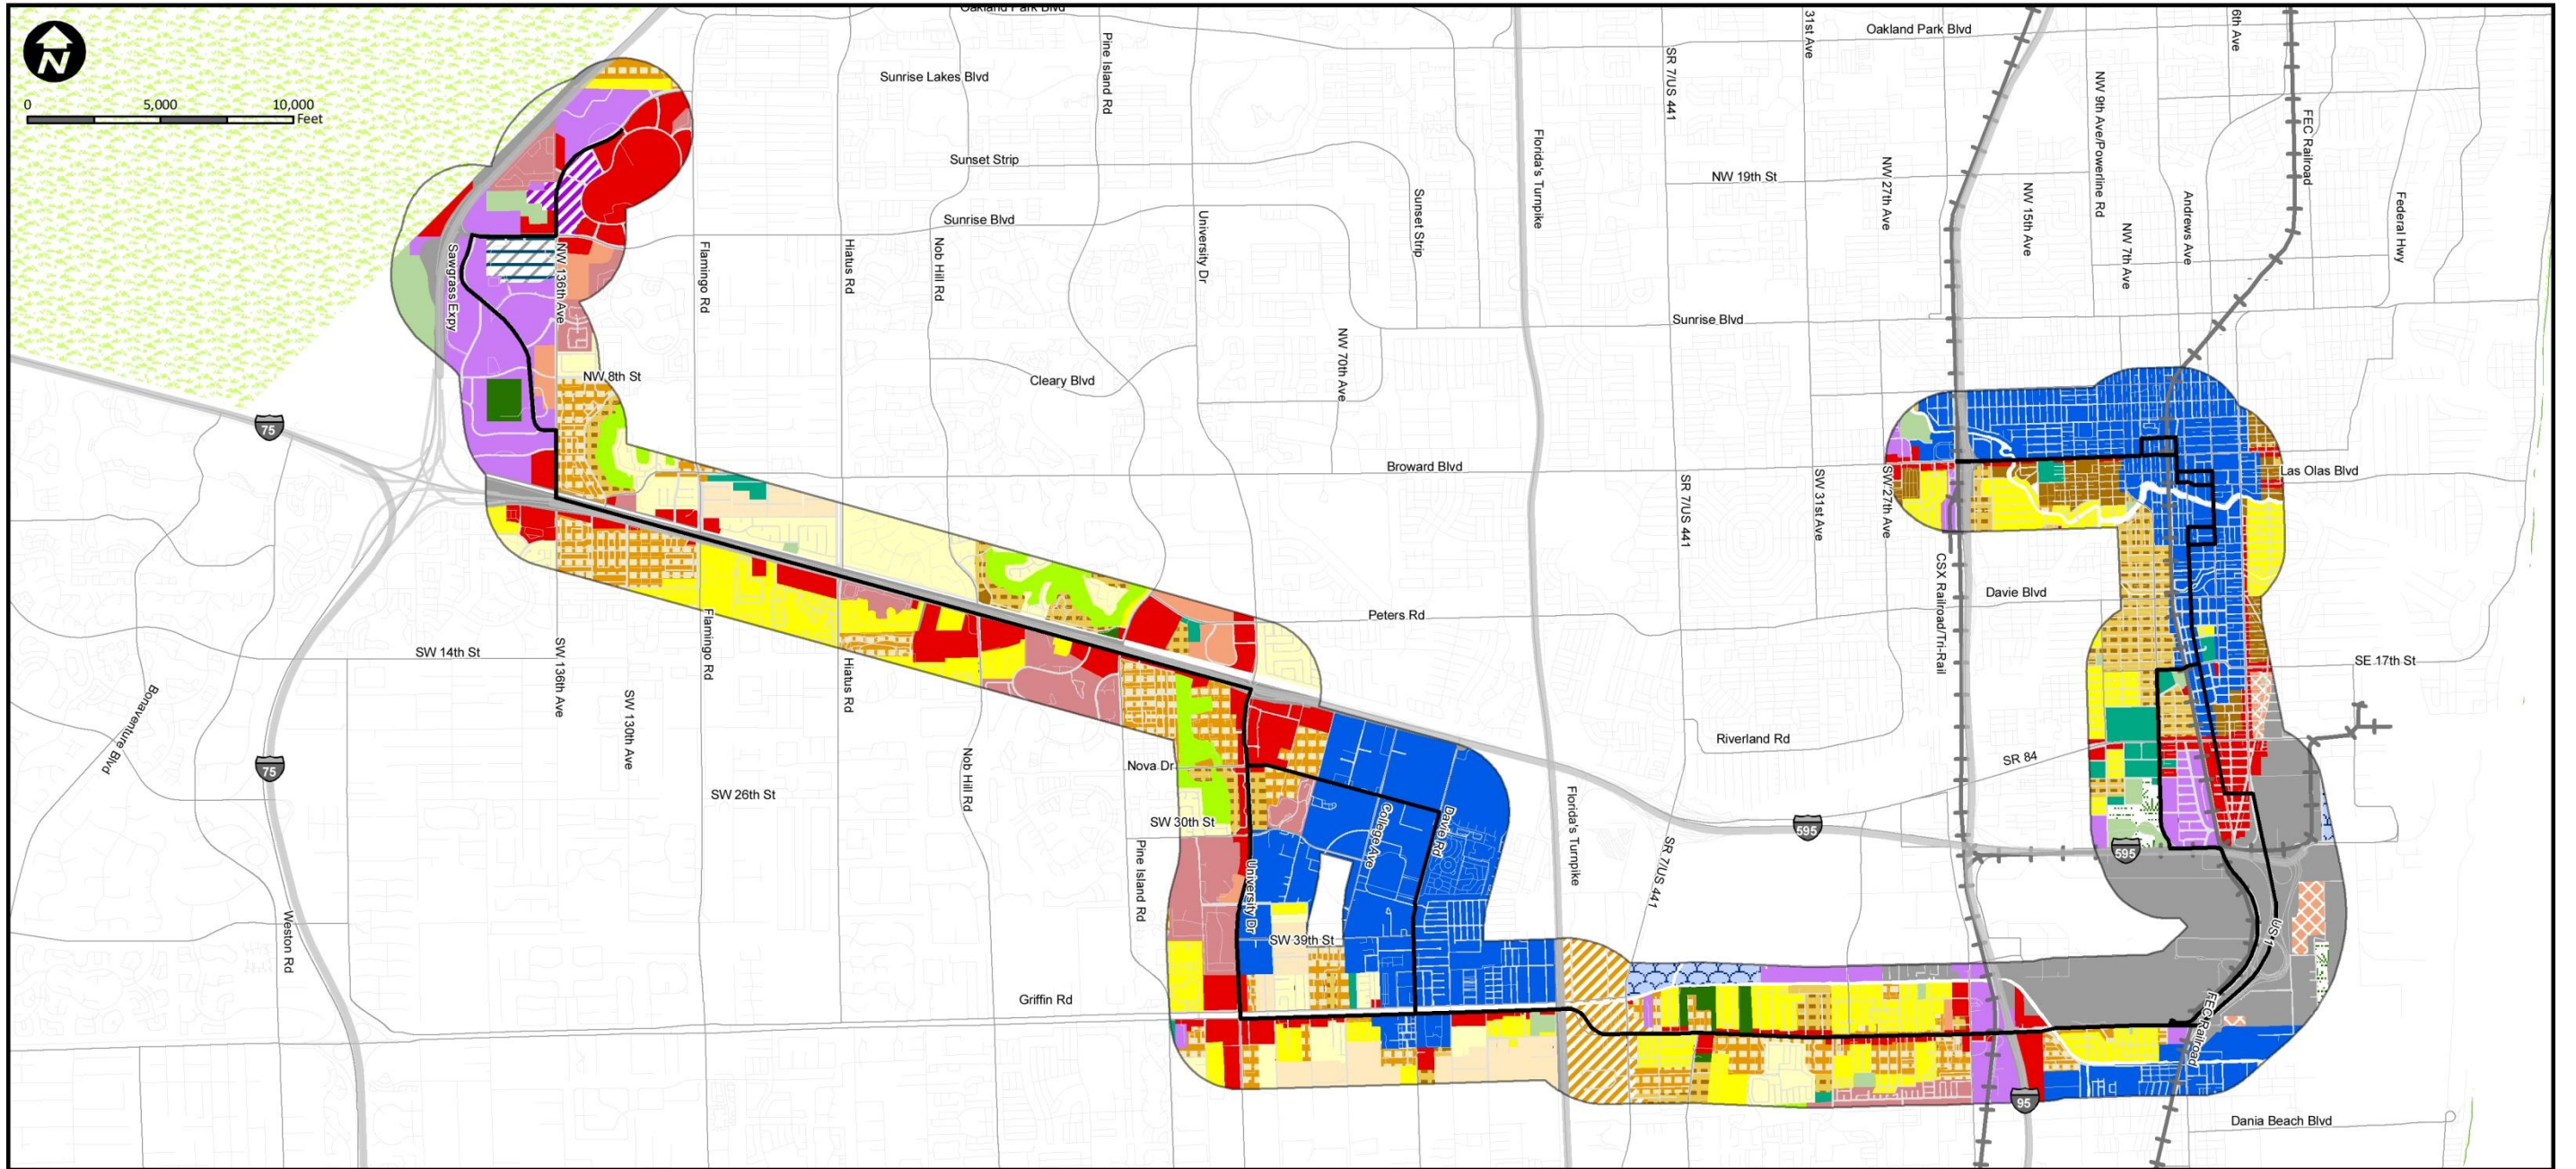 Oakland Park Blvd
31st Ave
Oakland Park Blvd
6th Ave
N
Pine Island Rd
SR 7/US 441
Sunrise Lakes Blvd
NW 9th Ave/Powerline Rd
FEC Railroad
0 5,000 10,000
Feet
Florida's Turnpike
Sunset Strip
NW 19th St
NW 27th Ave
NW 15th Ave
Andrews Ave
Federal Hwy
Sunset Strip
University Dr
Sunrise Blvd
NW 7th Ave
Sawgrass Expy
NW 136th Ave
Flamingo Rd
Hiatus Rd
Nob Hill Rd
Sunrise Blvd
NW 70th Ave
NW 8th St
Cleary Blvd
75
Broward Blvd
Las Olas Blvd
SR 7/US 441
SW 31st Ave
SW 27th Ave
CSX Railroad/Tri-Rail
Davie Blvd
Peters Rd
Flamingo Rd
SW 14th St
SW 136th Ave
Hiatus Rd
SE 17th St
Bonaventure Blvd
SW 130th Ave
Riverland Rd
75
Nob Hill Rd
Nova Dr
SR 84
SW 26th St
Florida's Turnpike
SW 30th St
College Ave
Davie Rd
595
595
Pine Island Rd
University Dr
SR 7/US 441
Weston Rd
SW 39th St
US 1
Griffin Rd
FEC Railroad
95
Dania Beach Blvd